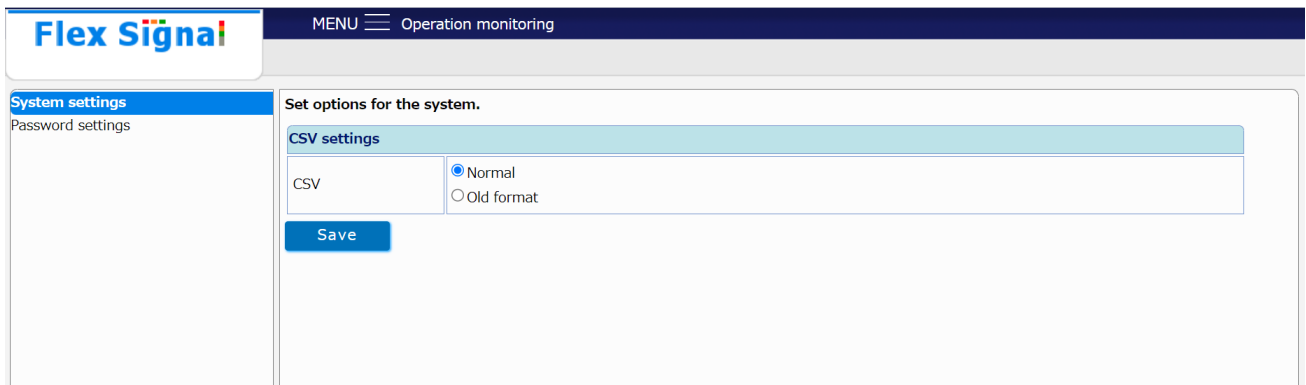 Flex Signal
MENU Operation monitoring
System settings
Password settings
Set options for the system.
CSV settings
CSV
Normal
Old format
Save